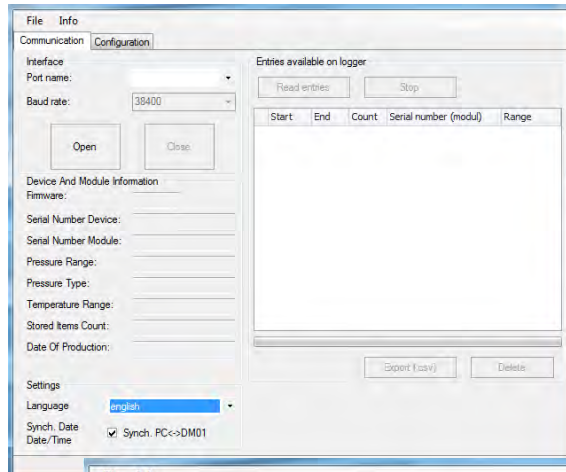 File Info
Communication Configuration
Interface
Port name:
Baud rate: 38400
Open Close
Device And Module Information
Firmware:
Serial Number Device:
Serial Number Module:
Pressure Range:
Pressure Type:
Temperature Range:
Stored Items Count:
Date Of Production:
Settings
Language english
Synch. Date
Date/Time
Synch. PC<->DM01
Entries available on logger
Read entries Stop
Start End Count Serial number (modul) Range
Export (.csv) Delete